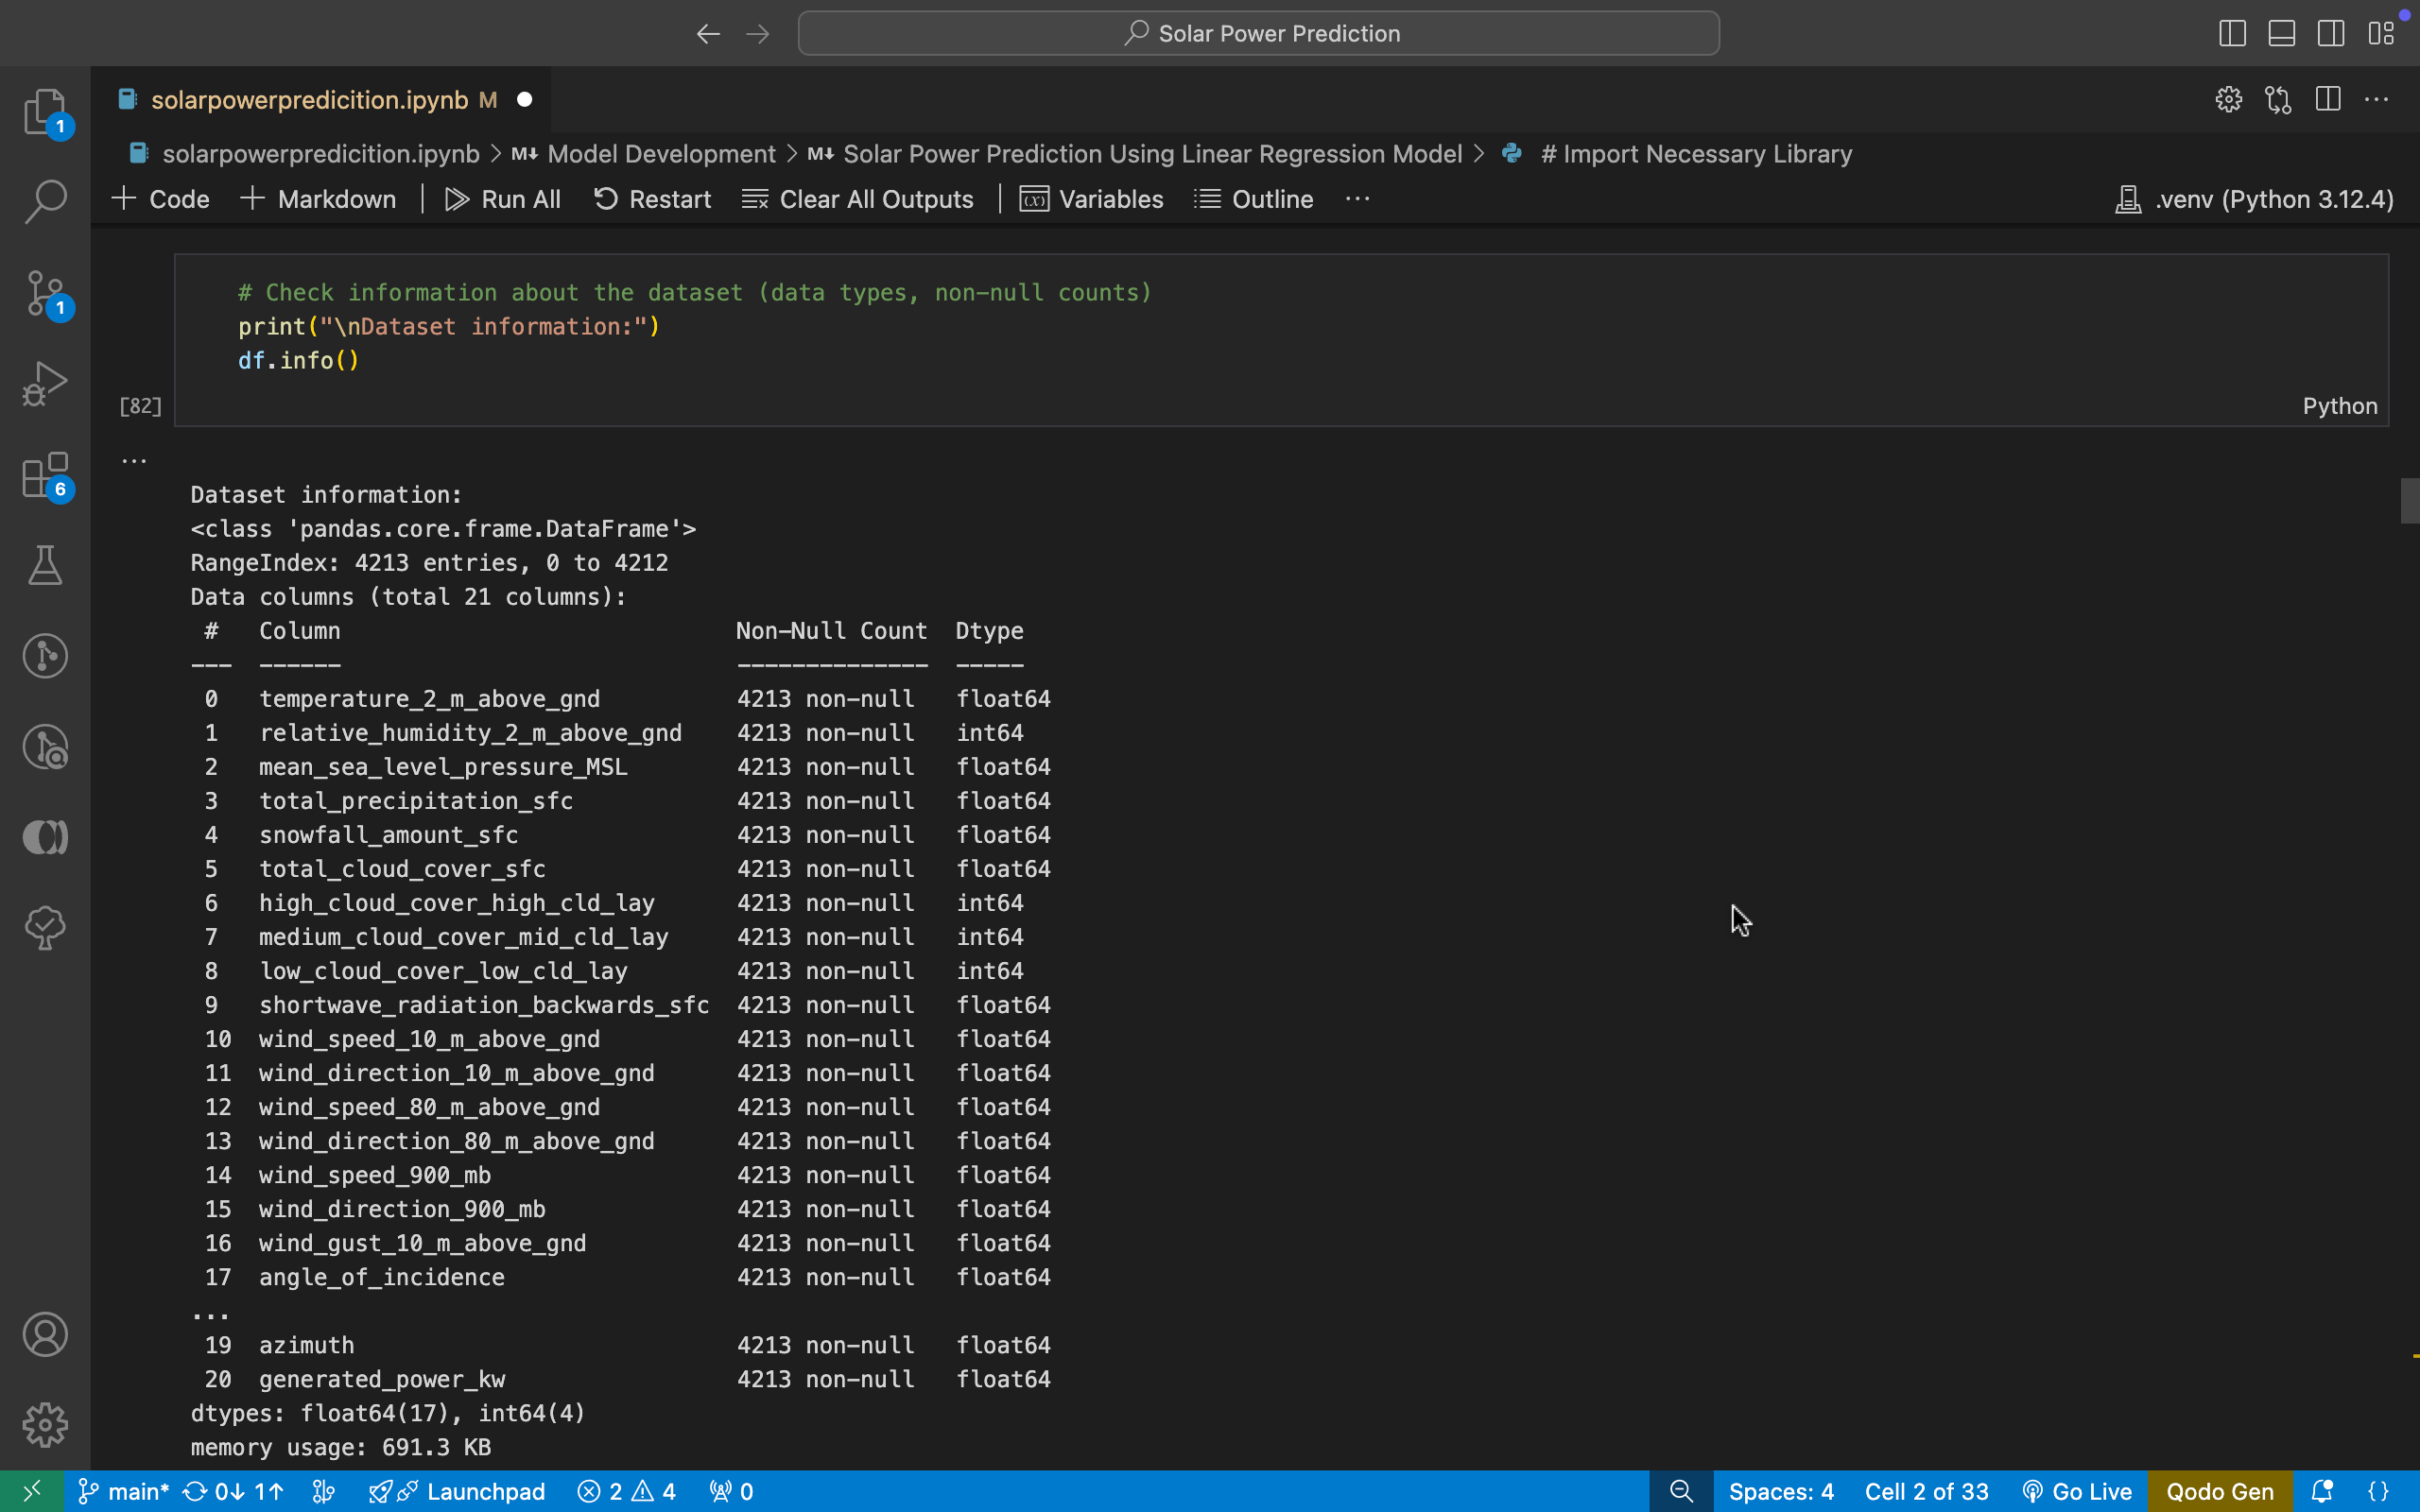 Solar Power Prediction
solarpowerpredicition.ipynb M
solarpowerpredicition.ipynb > M↓ Model Development > M↓ Solar Power Prediction Using Linear Regression Model > # Import Necessary Library
+ Code + Markdown | Run All Restart Clear All Outputs | Variables Outline ... .venv (Python 3.12.4)
1
1
6
# Check information about the dataset (data types, non-null counts)
print("\nDataset information:")
df.info()
[82] Python
...
Dataset information:
<class 'pandas.core.frame.DataFrame'>
RangeIndex: 4213 entries, 0 to 4212
Data columns (total 21 columns):
# Column Non-Null Count Dtype
--- ------ -------------- -----
0 temperature_2_m_above_gnd 4213 non-null float64
1 relative_humidity_2_m_above_gnd 4213 non-null int64
2 mean_sea_level_pressure_MSL 4213 non-null float64
3 total_precipitation_sfc 4213 non-null float64
4 snowfall_amount_sfc 4213 non-null float64
5 total_cloud_cover_sfc 4213 non-null float64
6 high_cloud_cover_high_cld_lay 4213 non-null int64
7 medium_cloud_cover_mid_cld_lay 4213 non-null int64
8 low_cloud_cover_low_cld_lay 4213 non-null int64
9 shortwave_radiation_backwards_sfc 4213 non-null float64
10 wind_speed_10_m_above_gnd 4213 non-null float64
11 wind_direction_10_m_above_gnd 4213 non-null float64
12 wind_speed_80_m_above_gnd 4213 non-null float64
13 wind_direction_80_m_above_gnd 4213 non-null float64
14 wind_speed_900_mb 4213 non-null float64
15 wind_direction_900_mb 4213 non-null float64
16 wind_gust_10_m_above_gnd 4213 non-null float64
17 angle_of_incidence 4213 non-null float64
...
19 azimuth 4213 non-null float64
20 generated_power_kw 4213 non-null float64
dtypes: float64(17), int64(4)
memory usage: 691.3 KB
main* 0↓ 1↑ Launchpad 2 4 0 Spaces: 4 Cell 2 of 33 Go Live Qodo Gen {}